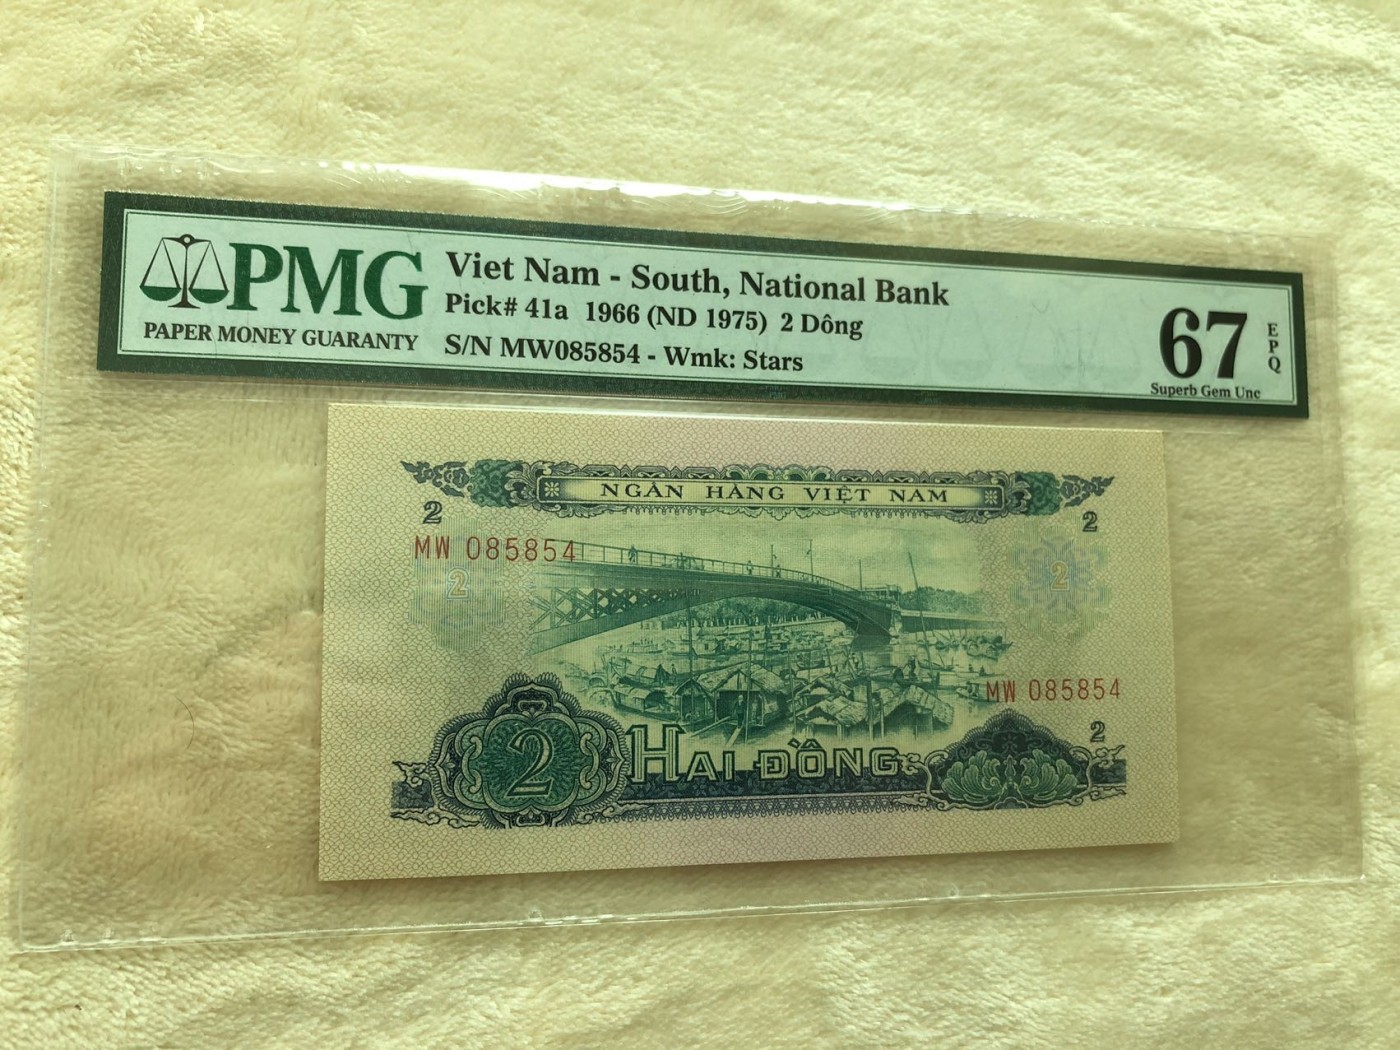 PMG
PAPER MONEY GUARANTY
Viet Nam - South, National Bank
Pick# 41a 1966 (ND 1975) 2 Dông
S/N MW085854 - Wmk: Stars
67
EPQ
Superb Gem Unc
NGÂN HÀNG VIỆT NAM
2
2
MW 085854
2
2
MW 085854
2
2
HAI ĐỒNG